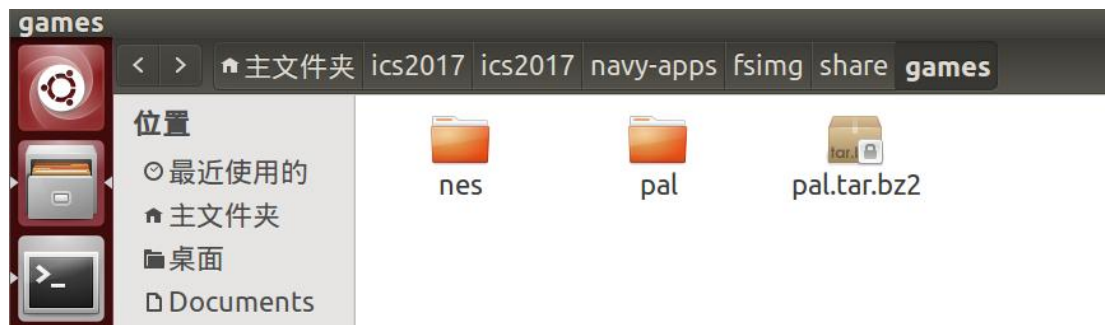 games
主文件夹 ics2017 ics2017 navy-apps fsimg share games
位置
最近使用的
主文件夹
桌面
Documents
nes pal pal.tar.bz2